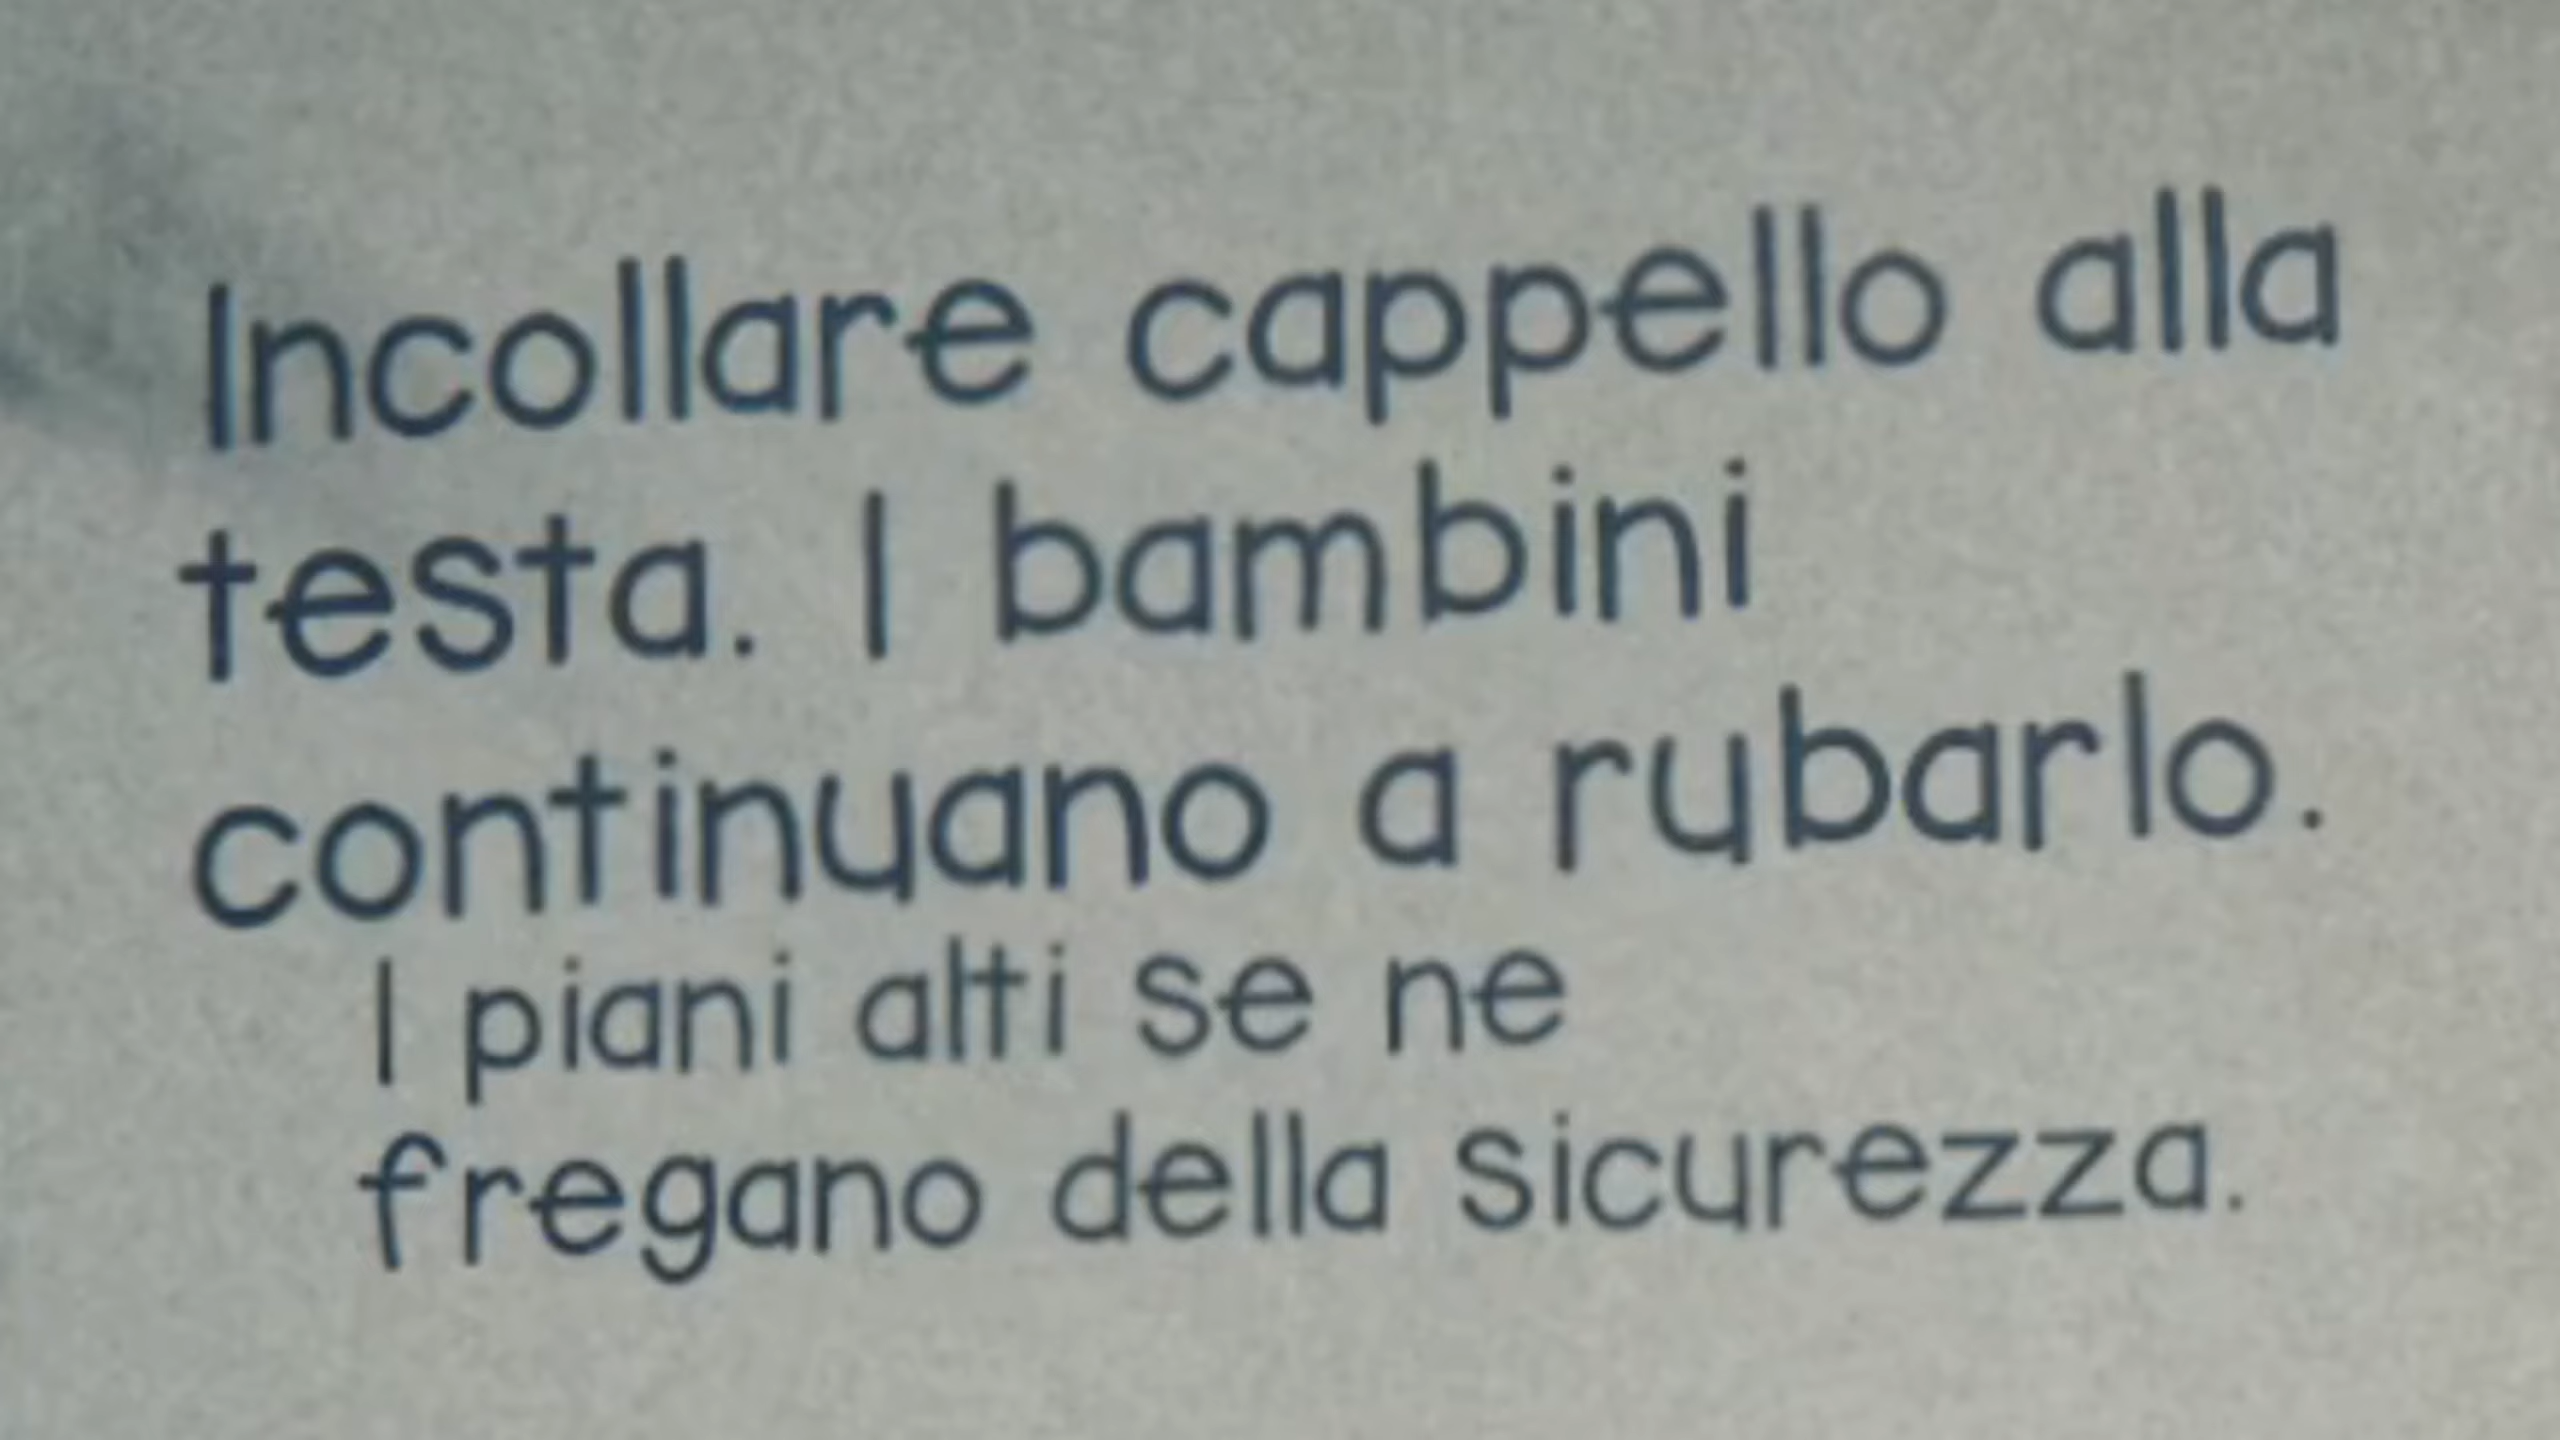 Incollare cappello alla
testa. I bambini
continuano a rubarlo.
I piani alti se ne
fregano della sicurezza.